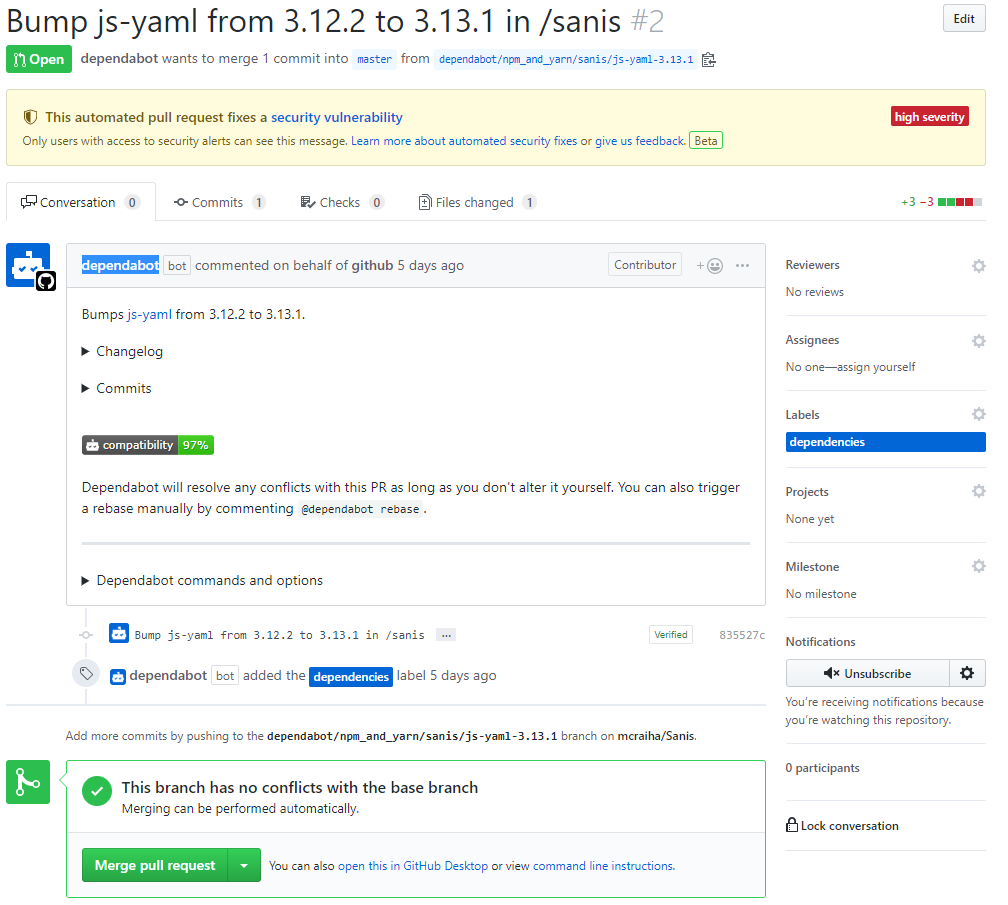 Bump js-yaml from 3.12.2 to 3.13.1 in /sanis #2
Edit
Open dependabot wants to merge 1 commit into master from dependabot/npm_and_yarn/sanis/js-yaml-3.13.1
This automated pull request fixes a security vulnerability
high severity
Only users with access to security alerts can see this message. Learn more about automated security fixes or give us feedback. Beta
Conversation 0 Commits 1 Checks 0 Files changed 1 +3 −3
dependabot bot commented on behalf of github 5 days ago Contributor + ...
Bumps js-yaml from 3.12.2 to 3.13.1.
Changelog
Commits
compatibility 97%
Dependabot will resolve any conflicts with this PR as long as you don't alter it yourself. You can also trigger
a rebase manually by commenting @dependabot rebase.
Dependabot commands and options
Bump js-yaml from 3.12.2 to 3.13.1 in /sanis ... Verified 835527c
dependabot bot added the dependencies label 5 days ago
Add more commits by pushing to the dependabot/npm_and_yarn/sanis/js-yaml-3.13.1 branch on mcraiha/Sanis.
This branch has no conflicts with the base branch
Merging can be performed automatically.
Merge pull request You can also open this in GitHub Desktop or view command line instructions.
Reviewers
No reviews
Assignees
No one—assign yourself
Labels
dependencies
Projects
None yet
Milestone
No milestone
Notifications
Unsubscribe
You're receiving notifications because
you're watching this repository.
0 participants
Lock conversation